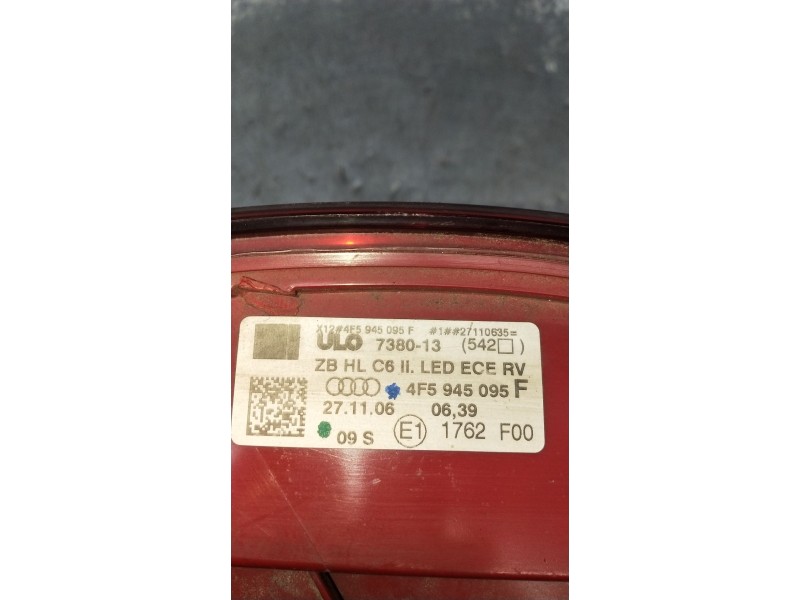 X12#4F5 945 095 F #1##27110635=
ULO 7380-13 (542□)
ZB HL C6 II. LED ECE RV
4F5 945 095 F
27.11.06 06,39
09 S E1 1762 F00